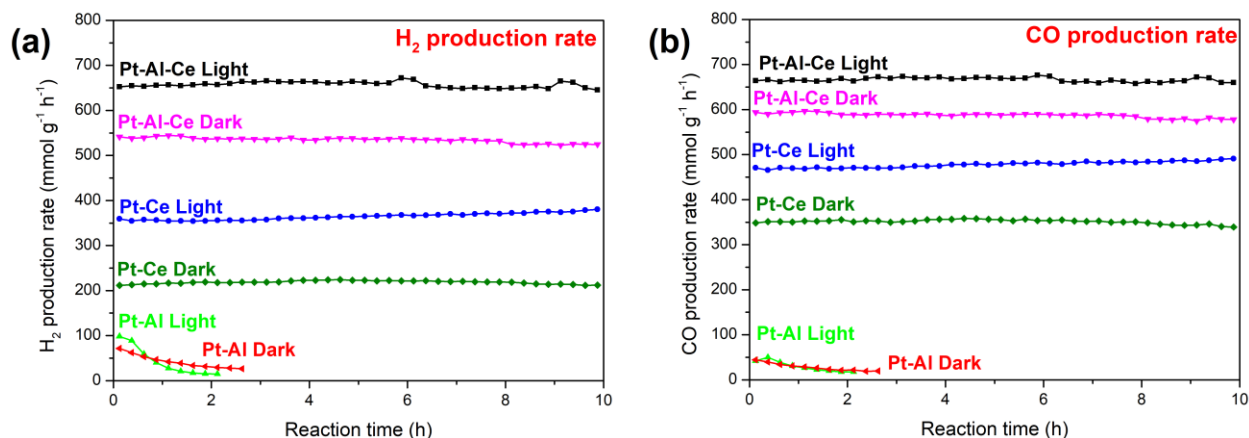 (a)
H₂ production rate
Pt-Al-Ce Light
Pt-Al-Ce Dark
Pt-Ce Light
Pt-Ce Dark
Pt-Al Light
Pt-Al Dark
H₂ production rate (mmol g⁻¹ h⁻¹)
800
700
600
500
400
300
200
100
0
0 2 4 6 8 10
Reaction time (h)
(b)
CO production rate
Pt-Al-Ce Light
Pt-Al-Ce Dark
Pt-Ce Light
Pt-Ce Dark
Pt-Al Light
Pt-Al Dark
CO production rate (mmol g⁻¹ h⁻¹)
800
700
600
500
400
300
200
100
0
0 2 4 6 8 10
Reaction time (h)